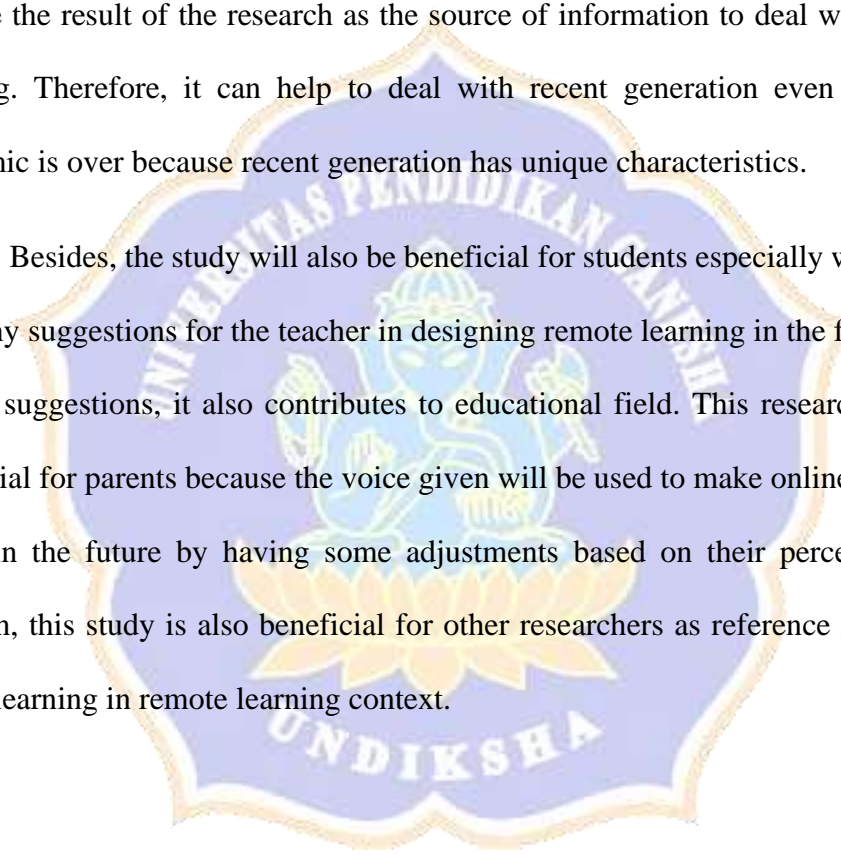 the result of the research as the source of information to deal w
g. Therefore, it can help to deal with recent generation even
nic is over because recent generation has unique characteristics.
UNIVERSITAS PENDIDIKAN GANESHA
Besides, the study will also be beneficial for students especially w
ny suggestions for the teacher in designing remote learning in the f
suggestions, it also contributes to educational field. This researc
ial for parents because the voice given will be used to make online
in the future by having some adjustments based on their perce
n, this study is also beneficial for other researchers as reference
learning in remote learning context.
UNDIKSHA